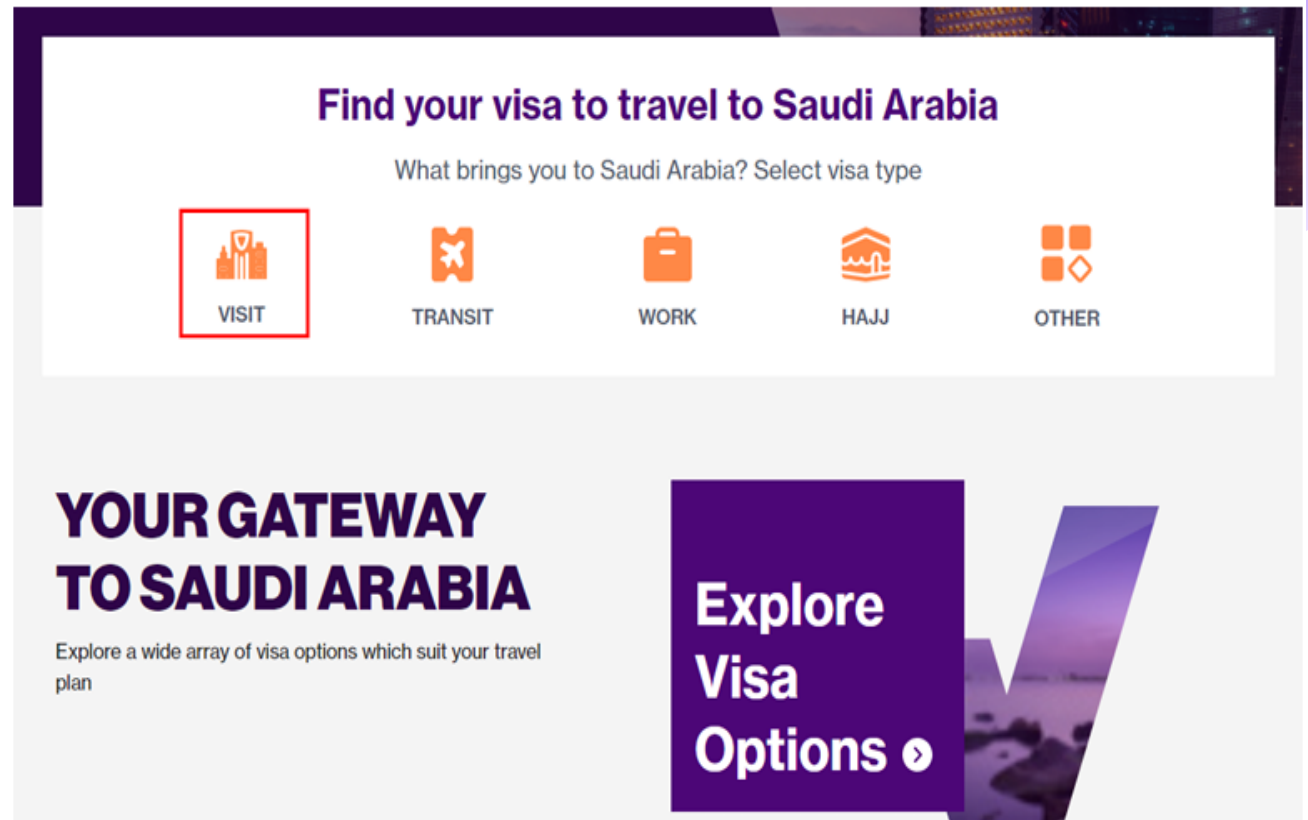 Find your visa to travel to Saudi Arabia
What brings you to Saudi Arabia? Select visa type
VISIT
TRANSIT
WORK
HAJJ
OTHER
YOUR GATEWAY
TO SAUDI ARABIA
Explore a wide array of visa options which suit your travel
plan
Explore
Visa
Options